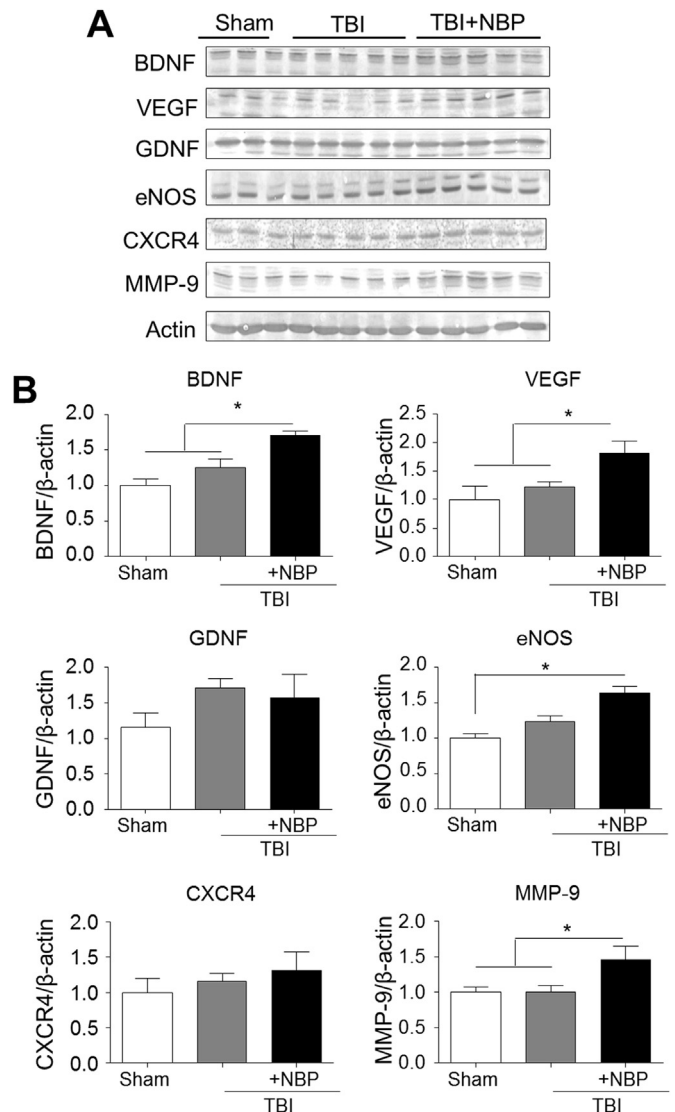 A
Sham TBI TBI+NBP
BDNF
VEGF
GDNF
eNOS
CXCR4
MMP-9
Actin
B
BDNF
*
BDNF/β-actin
2.0
1.5
1.0
0.5
0.0
Sham +NBP
TBI
VEGF
*
VEGF/β-actin
2.5
2.0
1.5
1.0
0.5
0.0
Sham +NBP
TBI
GDNF
GDNF/β-actin
2.0
1.5
1.0
0.5
0.0
Sham +NBP
TBI
eNOS
*
eNOS/β-actin
2.0
1.5
1.0
0.5
0.0
Sham +NBP
TBI
CXCR4
CXCR4/β-actin
2.0
1.5
1.0
0.5
0.0
Sham +NBP
TBI
MMP-9
*
MMP-9/β-actin
2.0
1.5
1.0
0.5
0.0
Sham +NBP
TBI